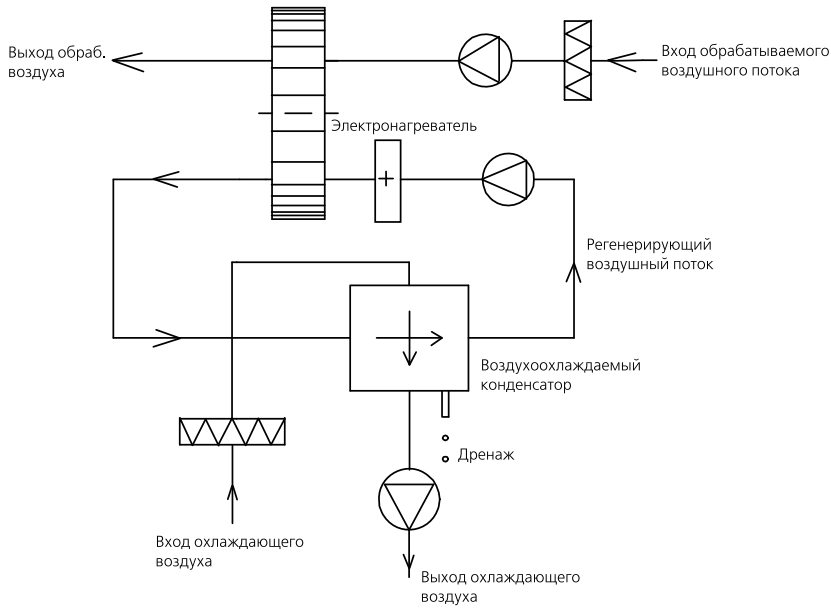 Выход обраб.
воздуха
Вход обрабатываемого
воздушного потока
Электронагреватель
Регенерирующий
воздушный поток
Воздухоохлаждаемый
конденсатор
Дренаж
Вход охлаждающего
воздуха
Выход охлаждающего
воздуха